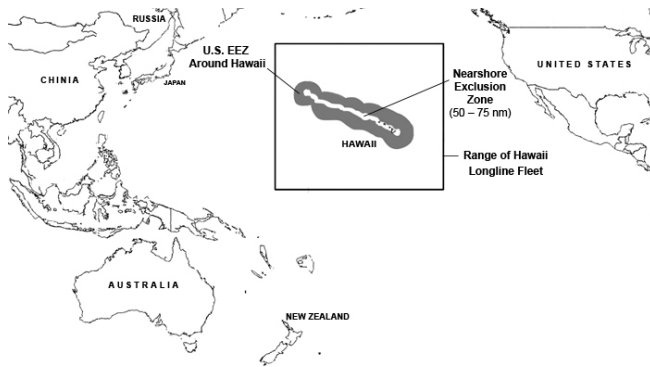 RUSSIA
U.S. EEZ
Around Hawaii
CHINIA
JAPAN
UNITED STATES
Nearshore
Exclusion
Zone
(50 – 75 nm)
HAWAII
Range of Hawaii
Longline Fleet
AUSTRALIA
NEW ZEALAND